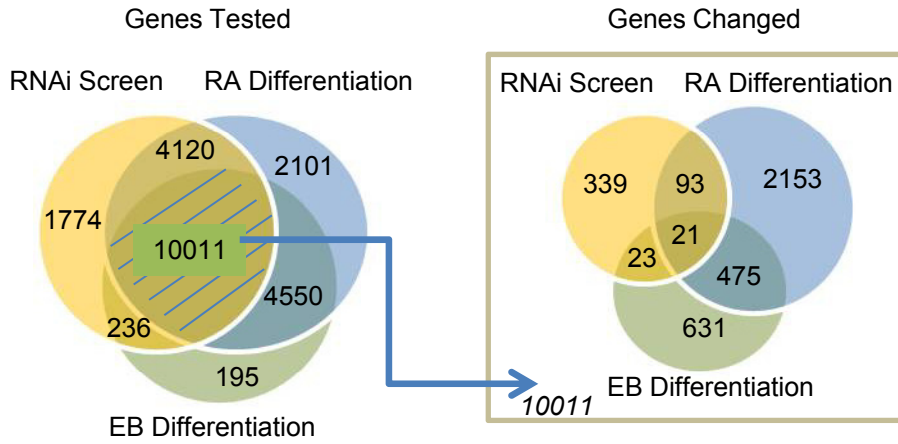 Genes Tested
RNAi Screen RA Differentiation
4120
2101
1774
10011
4550
236
195
EB Differentiation
Genes Changed
RNAi Screen RA Differentiation
339
93
2153
21
23
475
631
EB Differentiation
10011